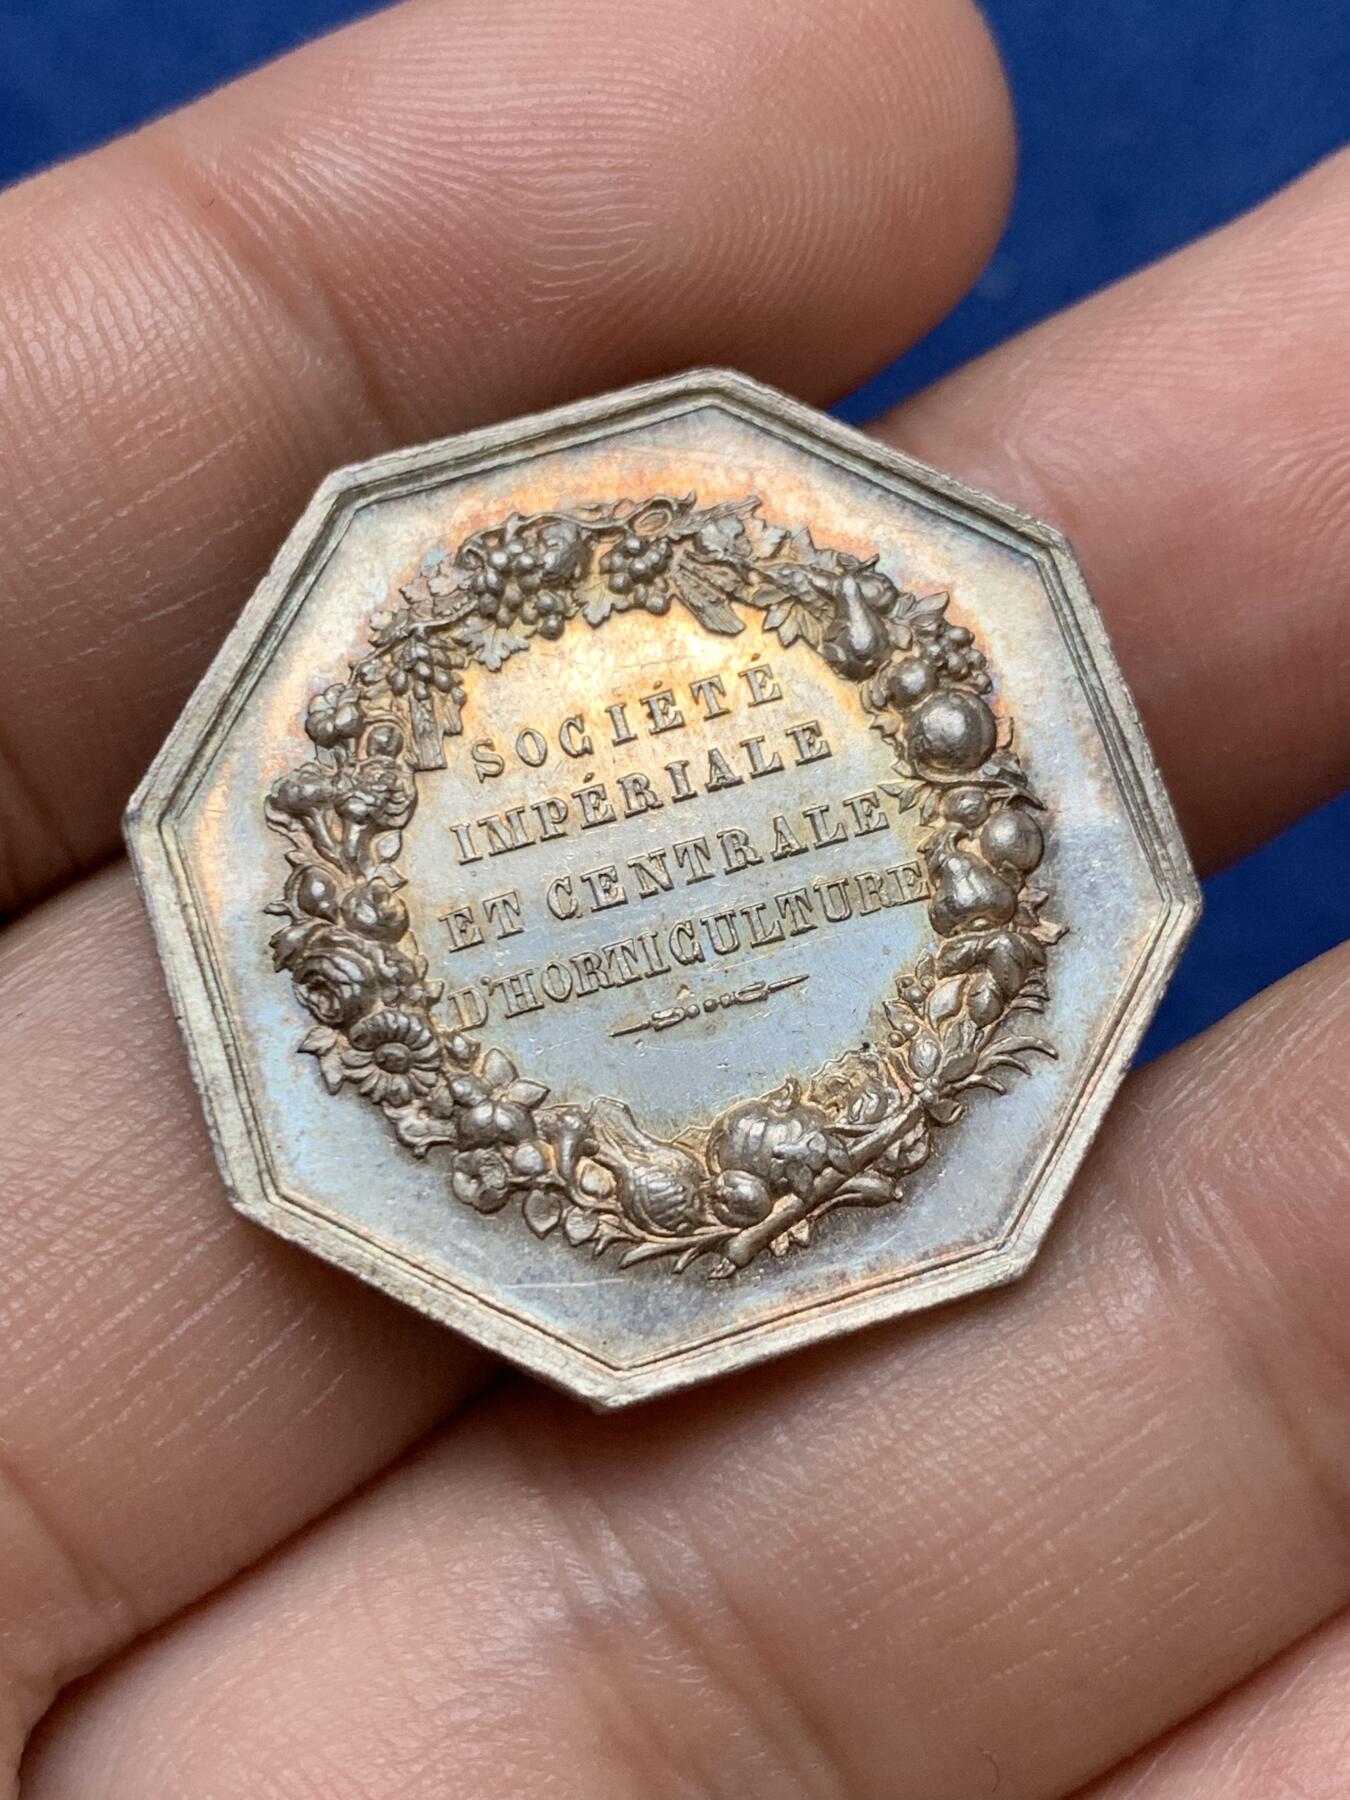 SOCIÉTÉ
IMPÉRIALE
ET CENTRALE
D'HORTICULTURE